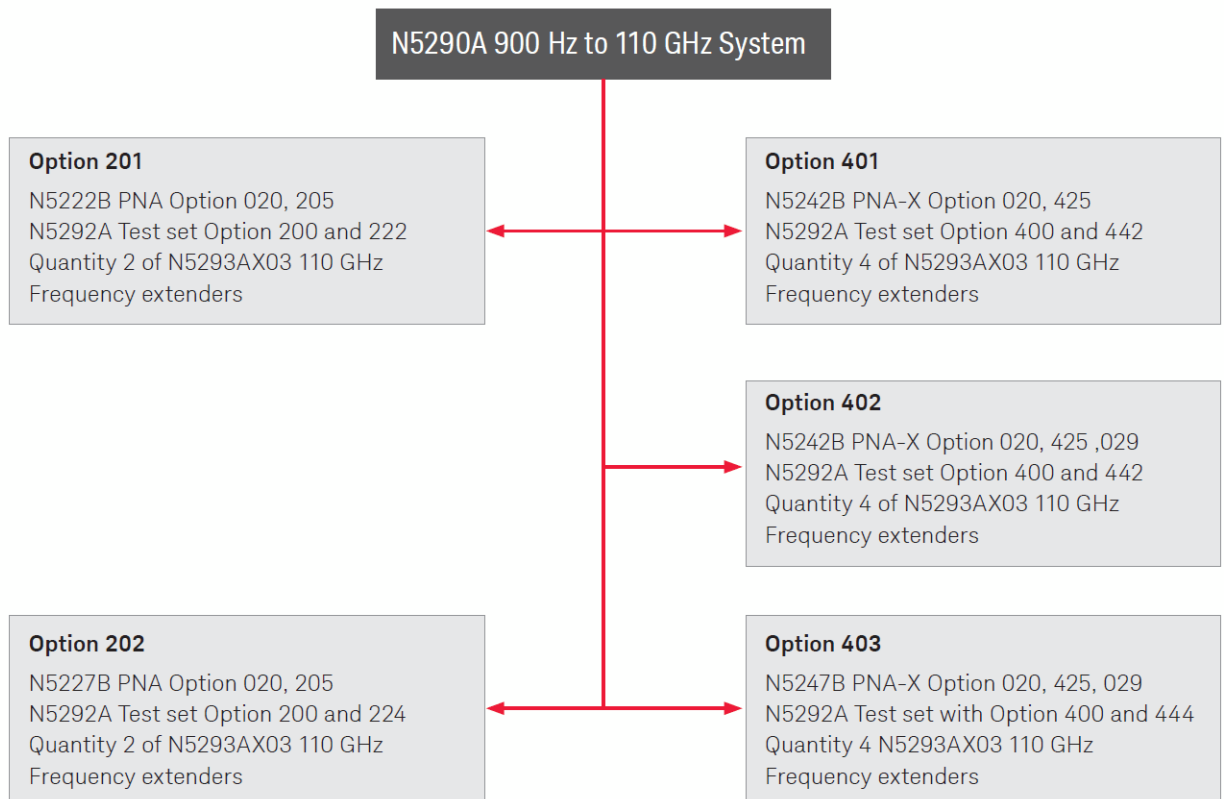 N5290A 900 Hz to 110 GHz System
Option 201
N5222B PNA Option 020, 205
N5292A Test set Option 200 and 222
Quantity 2 of N5293AX03 110 GHz
Frequency extenders
Option 401
N5242B PNA-X Option 020, 425
N5292A Test set Option 400 and 442
Quantity 4 of N5293AX03 110 GHz
Frequency extenders
Option 402
N5242B PNA-X Option 020, 425 ,029
N5292A Test set Option 400 and 442
Quantity 4 of N5293AX03 110 GHz
Frequency extenders
Option 202
N5227B PNA Option 020, 205
N5292A Test set Option 200 and 224
Quantity 2 of N5293AX03 110 GHz
Frequency extenders
Option 403
N5247B PNA-X Option 020, 425, 029
N5292A Test set with Option 400 and 444
Quantity 4 N5293AX03 110 GHz
Frequency extenders